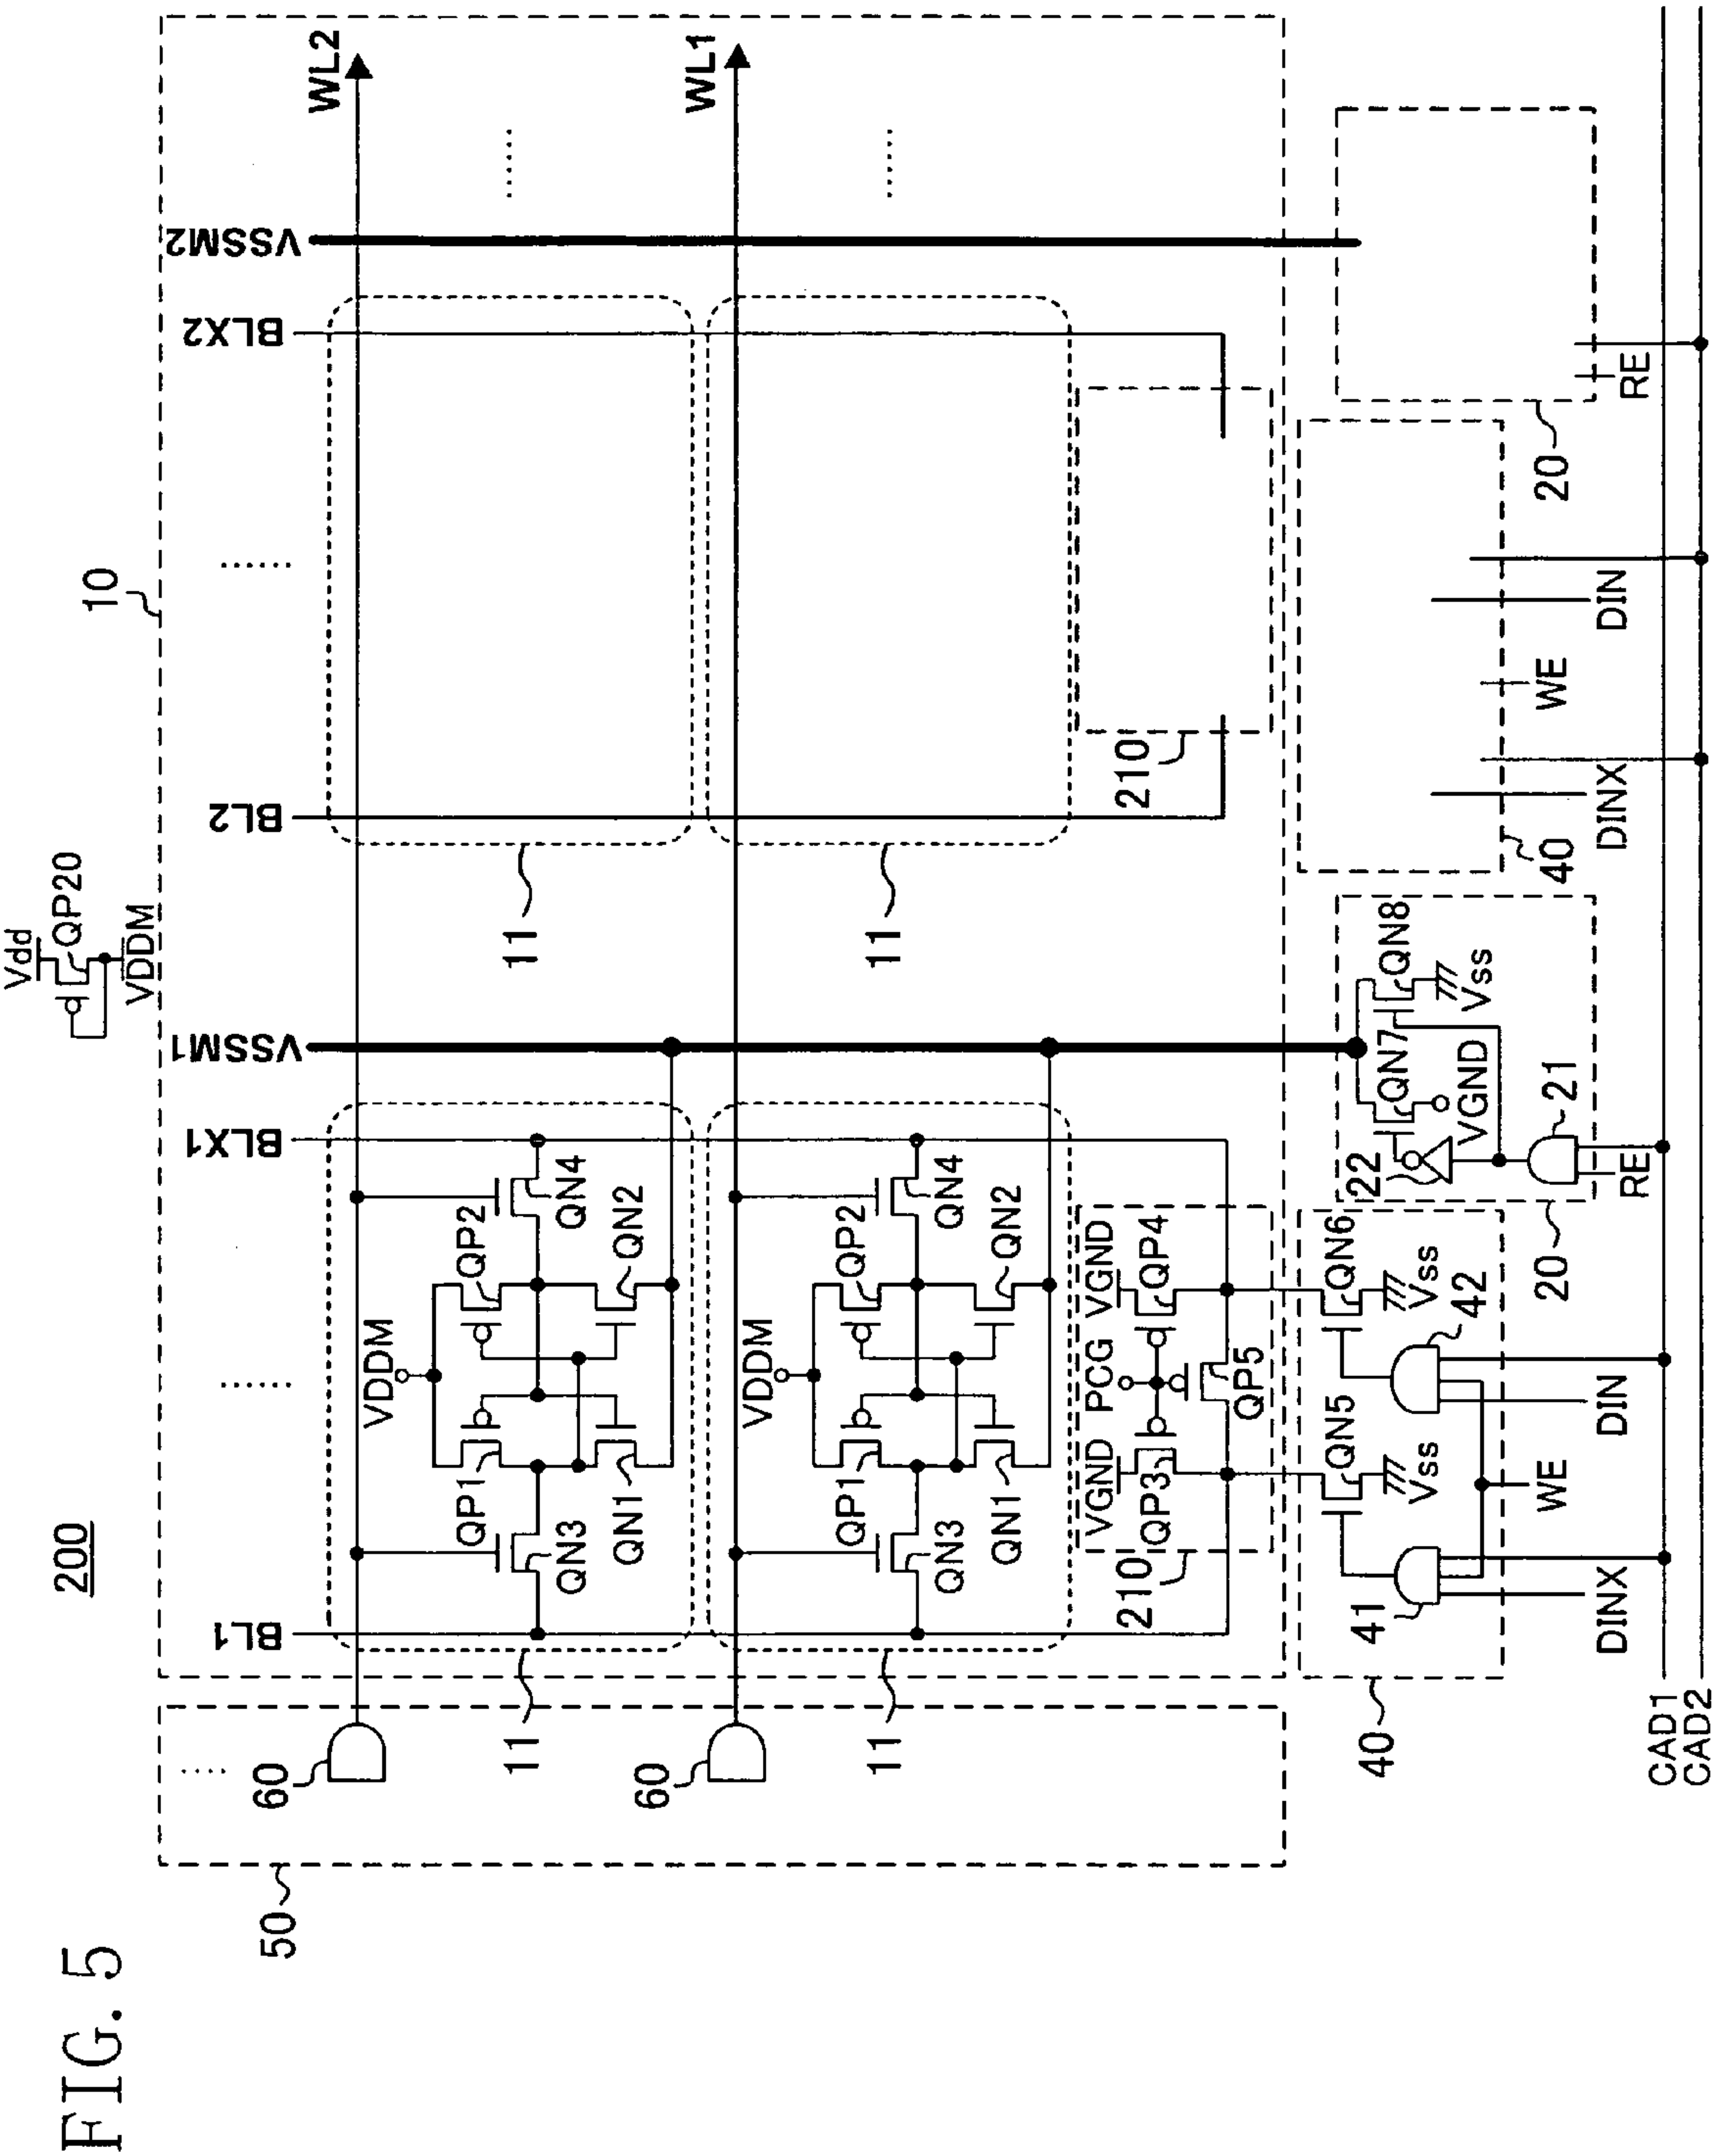 FIG. 5
200
Vdd
QP20
VDDM
10
50
60
60
WL2
WL1
BL1
BLX1
VSSM1
BL2
BLX2
VSSM2
VDDM
QP1
QP2
QN3
QN4
QN1
QN2
11
11
VDDM
QP1
QP2
QN3
QN4
QN1
QN2
11
11
VGND
PCG
VGND
QP3
QP4
QP5
210
210
QN5
QN6
Vss
Vss
41
42
DINX
WE
DIN
40
QN7
QN8
VGND
Vss
22
21
RE
20
DINX
WE
DIN
40
RE
20
CAD1
CAD2